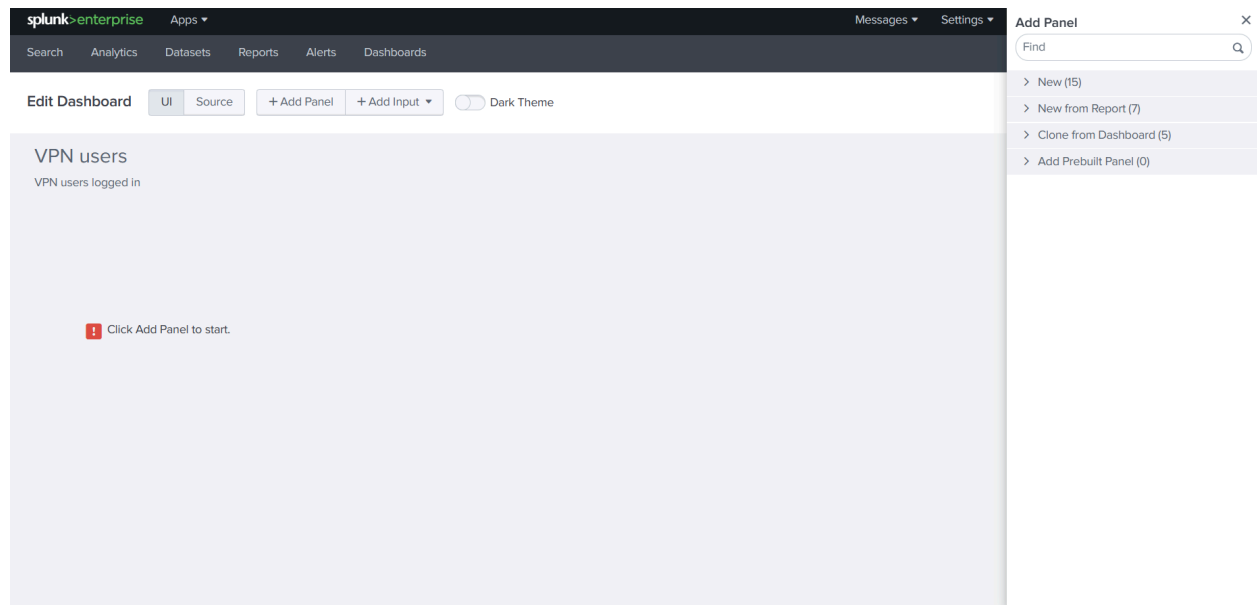 splunk>enterprise Apps Messages Settings
Search Analytics Datasets Reports Alerts Dashboards
Edit Dashboard UI Source + Add Panel + Add Input Dark Theme
VPN users
VPN users logged in
! Click Add Panel to start.
Add Panel
Find
New (15)
New from Report (7)
Clone from Dashboard (5)
Add Prebuilt Panel (0)